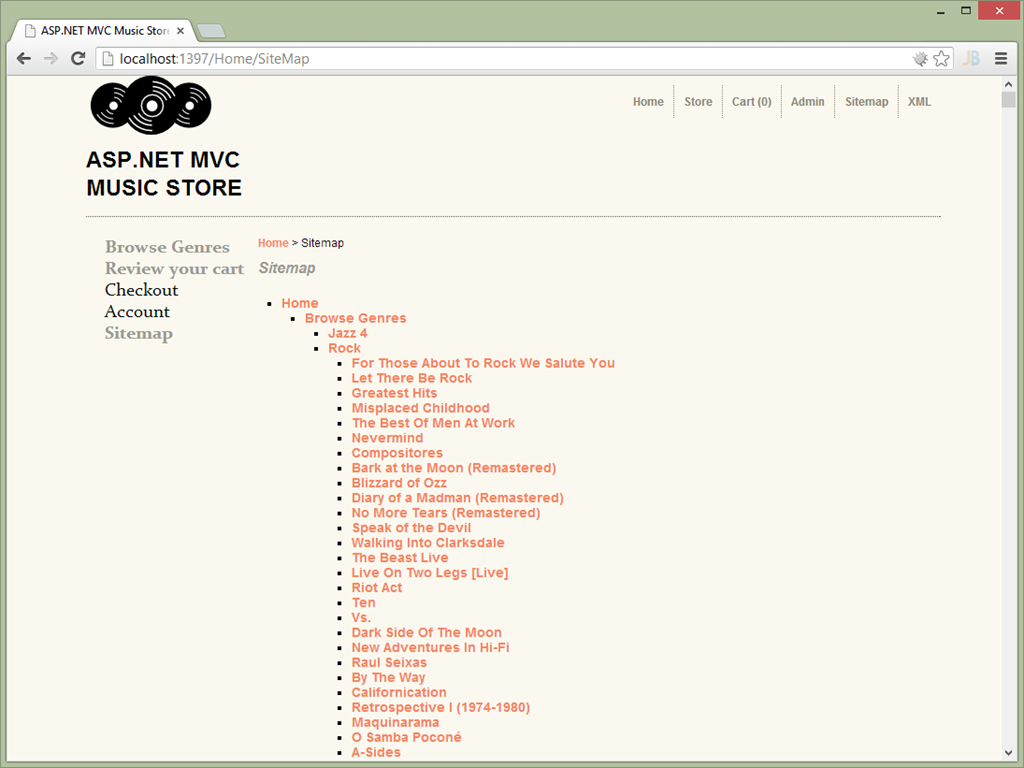 ASP.NET MVC Music Stor
localhost:1397/Home/SiteMap
JB
Home Store Cart (0) Admin Sitemap XML
ASP.NET MVC
MUSIC STORE
Browse Genres
Review your cart
Checkout
Account
Sitemap
Home > Sitemap
Sitemap
Home
Browse Genres
Jazz 4
Rock
For Those About To Rock We Salute You
Let There Be Rock
Greatest Hits
Misplaced Childhood
The Best Of Men At Work
Nevermind
Compositores
Bark at the Moon (Remastered)
Blizzard of Ozz
Diary of a Madman (Remastered)
No More Tears (Remastered)
Speak of the Devil
Walking Into Clarksdale
The Beast Live
Live On Two Legs [Live]
Riot Act
Ten
Vs.
Dark Side Of The Moon
New Adventures In Hi-Fi
Raul Seixas
By The Way
Californication
Retrospective I (1974-1980)
Maquinarama
O Samba Poconé
A-Sides